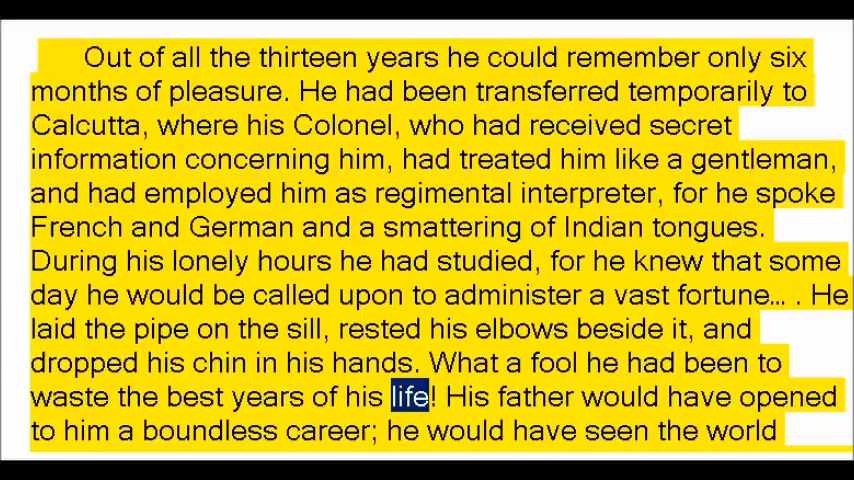 Out of all the thirteen years he could remember only six
months of pleasure. He had been transferred temporarily to
Calcutta, where his Colonel, who had received secret
information concerning him, had treated him like a gentleman,
and had employed him as regimental interpreter, for he spoke
French and German and a smattering of Indian tongues.
During his lonely hours he had studied, for he knew that some
day he would be called upon to administer a vast fortune... . He
laid the pipe on the sill, rested his elbows beside it, and
dropped his chin in his hands. What a fool he had been to
waste the best years of his life! His father would have opened
to him a boundless career; he would have seen the world